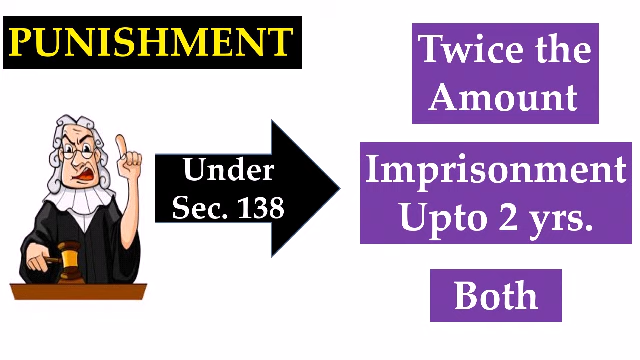 PUNISHMENT
Under
Sec. 138
Twice the
Amount
Imprisonment
Upto 2 yrs.
Both